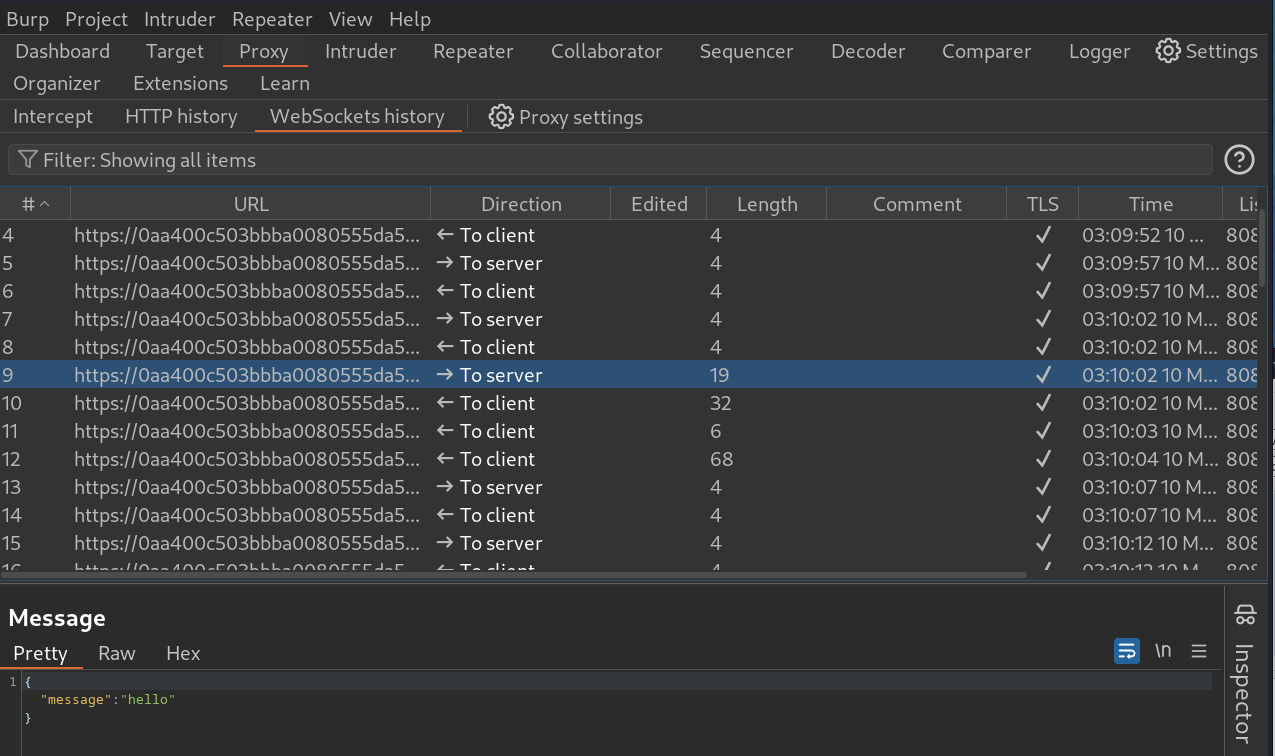 Burp Project Intruder Repeater View Help
Dashboard Target Proxy Intruder Repeater Collaborator Sequencer Decoder Comparer Logger Settings
Organizer Extensions Learn
Intercept HTTP history WebSockets history Proxy settings
Filter: Showing all items ?
# URL Direction Edited Length Comment TLS Time Lis
4 https://0aa400c503bbba0080555da5... ← To client 4 ✓ 03:09:52 10 ... 808
5 https://0aa400c503bbba0080555da5... → To server 4 ✓ 03:09:57 10 M... 808
6 https://0aa400c503bbba0080555da5... ← To client 4 ✓ 03:09:57 10 M... 808
7 https://0aa400c503bbba0080555da5... → To server 4 ✓ 03:10:02 10 M... 808
8 https://0aa400c503bbba0080555da5... ← To client 4 ✓ 03:10:02 10 M... 808
9 https://0aa400c503bbba0080555da5... → To server 19 ✓ 03:10:02 10 M... 808
10 https://0aa400c503bbba0080555da5... ← To client 32 ✓ 03:10:02 10 M... 808
11 https://0aa400c503bbba0080555da5... ← To client 6 ✓ 03:10:03 10 M... 808
12 https://0aa400c503bbba0080555da5... ← To client 68 ✓ 03:10:04 10 M... 808
13 https://0aa400c503bbba0080555da5... → To server 4 ✓ 03:10:07 10 M... 808
14 https://0aa400c503bbba0080555da5... ← To client 4 ✓ 03:10:07 10 M... 808
15 https://0aa400c503bbba0080555da5... → To server 4 ✓ 03:10:12 10 M... 808
16 https://0aa400c503bbba0080555da5... ← To client 4 ✓ 03:10:12 10 M... 808
Message
Pretty Raw Hex \n
1 {
"message":"hello"
}
Inspector